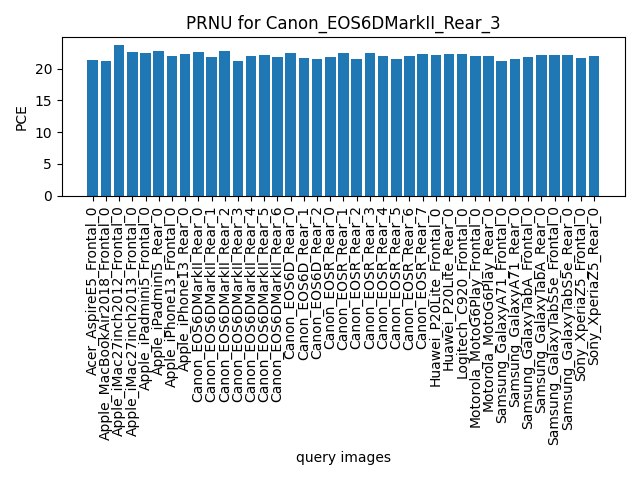 PRNU for Canon_EOS6DMarkII_Rear_3
PCE
20
15
10
5
0
Acer_AspireE5_Frontal_0
Apple_MacBookAir2018_Frontal_0
Apple_iMac27inch2012_Frontal_0
Apple_iMac27inch2013_Frontal_0
Apple_iPadmini5_Frontal_0
Apple_iPadmini5_Rear_0
Apple_iPhone13_Frontal_0
Apple_iPhone13_Rear_0
Canon_EOS6DMarkII_Rear_0
Canon_EOS6DMarkII_Rear_1
Canon_EOS6DMarkII_Rear_2
Canon_EOS6DMarkII_Rear_3
Canon_EOS6DMarkII_Rear_4
Canon_EOS6DMarkII_Rear_5
Canon_EOS6DMarkII_Rear_6
Canon_EOS6D_Rear_0
Canon_EOS6D_Rear_1
Canon_EOS6D_Rear_2
Canon_EOSR_Rear_0
Canon_EOSR_Rear_1
Canon_EOSR_Rear_2
Canon_EOSR_Rear_3
Canon_EOSR_Rear_4
Canon_EOSR_Rear_5
Canon_EOSR_Rear_6
Canon_EOSR_Rear_7
Huawei_P20Lite_Frontal_0
Huawei_P20Lite_Rear_0
Logitech_C920_Frontal_0
Motorola_MotoG6Play_Frontal_0
Motorola_MotoG6Play_Rear_0
Samsung_GalaxyA71_Frontal_0
Samsung_GalaxyA71_Rear_0
Samsung_GalaxyTabA_Frontal_0
Samsung_GalaxyTabA_Rear_0
Samsung_GalaxyTabS5e_Frontal_0
Samsung_GalaxyTabS5e_Rear_0
Sony_XperiaZ5_Frontal_0
Sony_XperiaZ5_Rear_0
query images